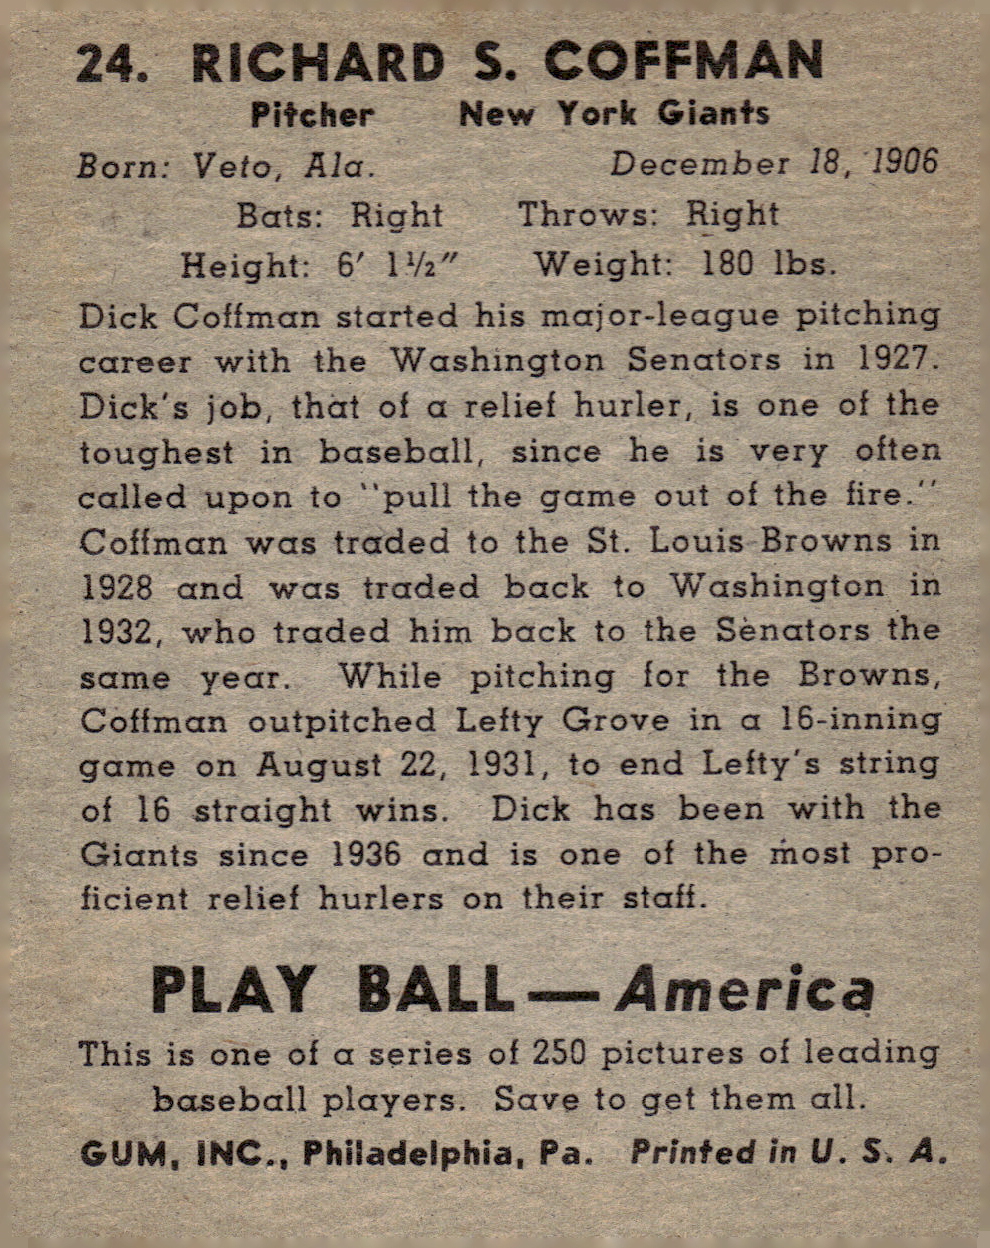 24. RICHARD S. COFFMAN
Pitcher New York Giants
Born: Veto, Ala. December 18, 1906
Bats: Right Throws: Right
Height: 6′ 1½″ Weight: 180 lbs.
Dick Coffman started his major-league pitching
career with the Washington Senators in 1927.
Dick's job, that of a relief hurler, is one of the
toughest in baseball, since he is very often
called upon to "pull the game out of the fire."
Coffman was traded to the St. Louis Browns in
1928 and was traded back to Washington in
1932, who traded him back to the Senators the
same year. While pitching for the Browns,
Coffman outpitched Lefty Grove in a 16-inning
game on August 22, 1931, to end Lefty's string
of 16 straight wins. Dick has been with the
Giants since 1936 and is one of the most pro-
ficient relief hurlers on their staff.
PLAY BALL—America
This is one of a series of 250 pictures of leading
baseball players. Save to get them all.
GUM, INC., Philadelphia, Pa. Printed in U. S. A.